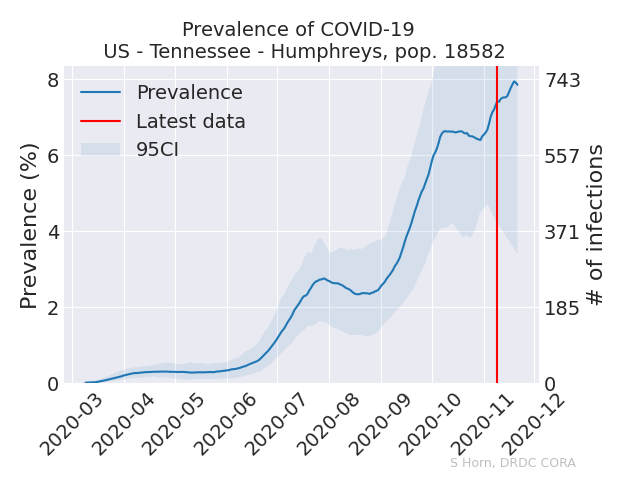 Prevalence of COVID-19
US - Tennessee - Humphreys, pop. 18582
Prevalence
Latest data
95CI
Prevalence (%)
8
6
4
2
0
743
557
371
185
0
# of infections
2020-03
2020-04
2020-05
2020-06
2020-07
2020-08
2020-09
2020-10
2020-11
2020-12
S Horn, DRDC CORA